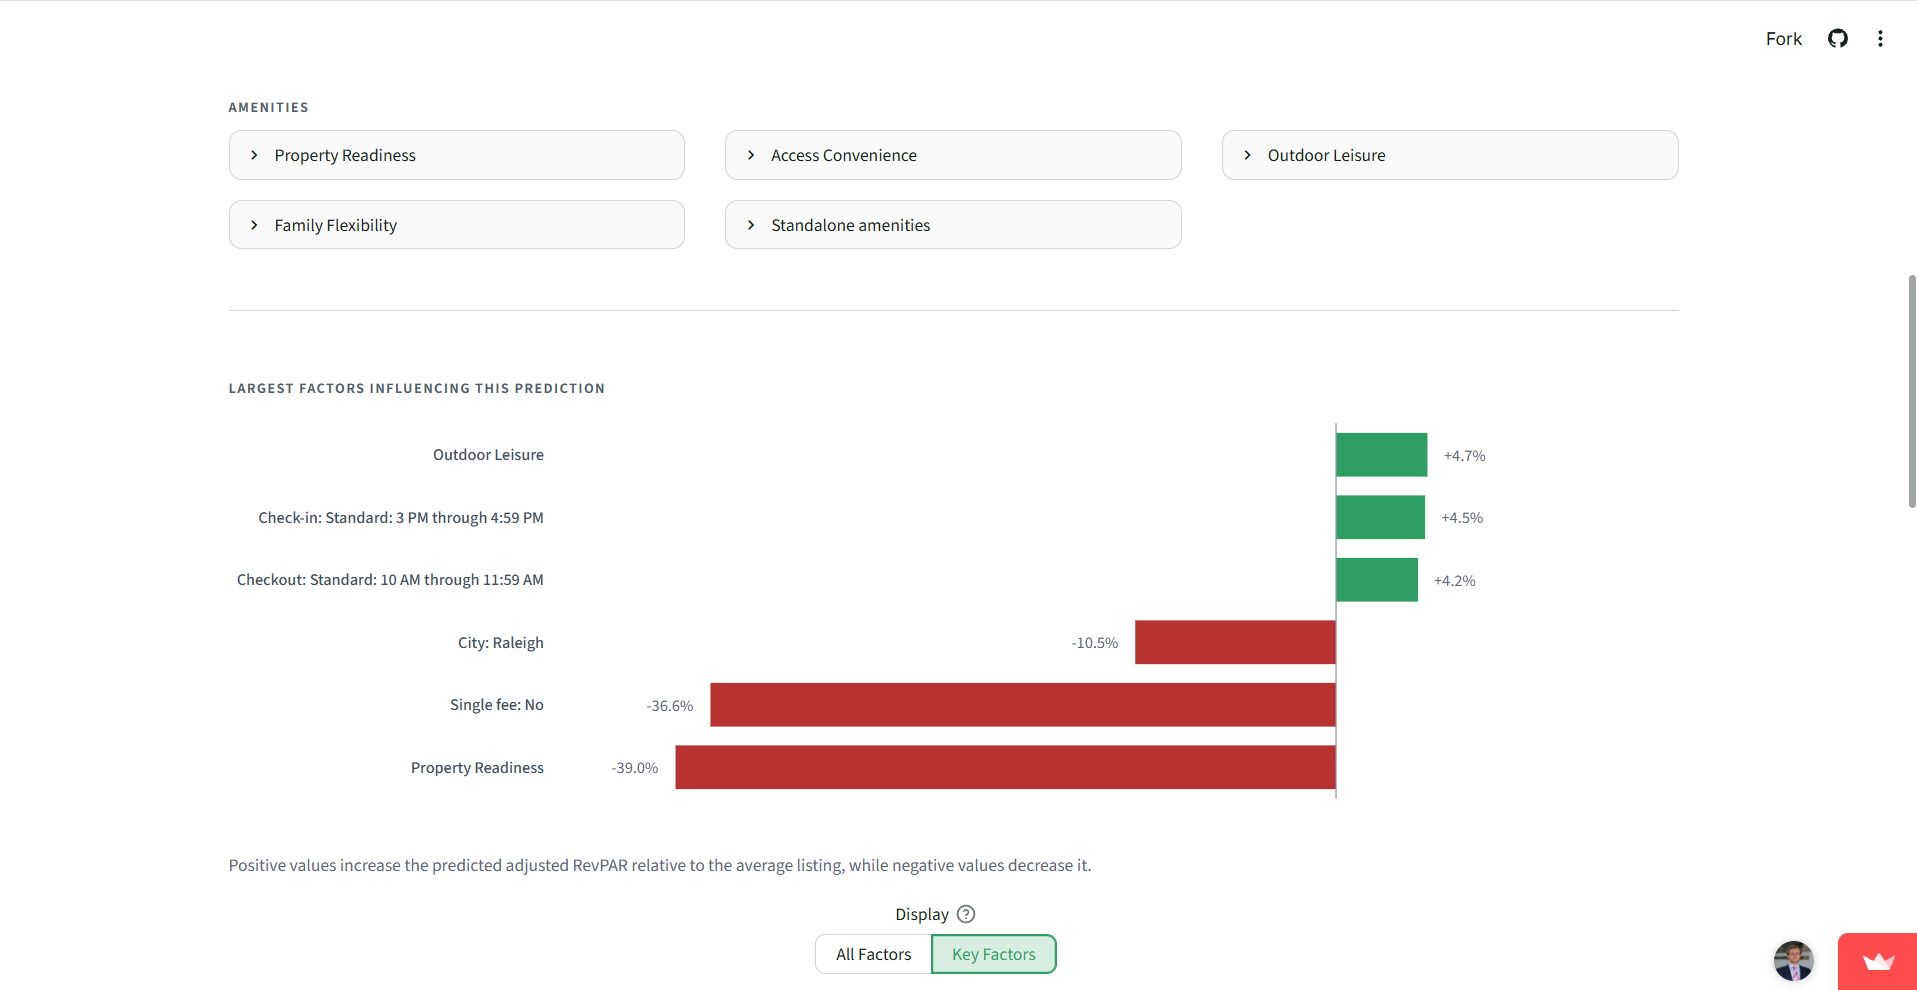 Fork
AMENITIES
Property Readiness
Access Convenience
Outdoor Leisure
Family Flexibility
Standalone amenities
LARGEST FACTORS INFLUENCING THIS PREDICTION
Outdoor Leisure
+4.7%
Check-in: Standard: 3 PM through 4:59 PM
+4.5%
Checkout: Standard: 10 AM through 11:59 AM
+4.2%
City: Raleigh
-10.5%
Single fee: No
-36.6%
Property Readiness
-39.0%
Positive values increase the predicted adjusted RevPAR relative to the average listing, while negative values decrease it.
Display ?
All Factors
Key Factors